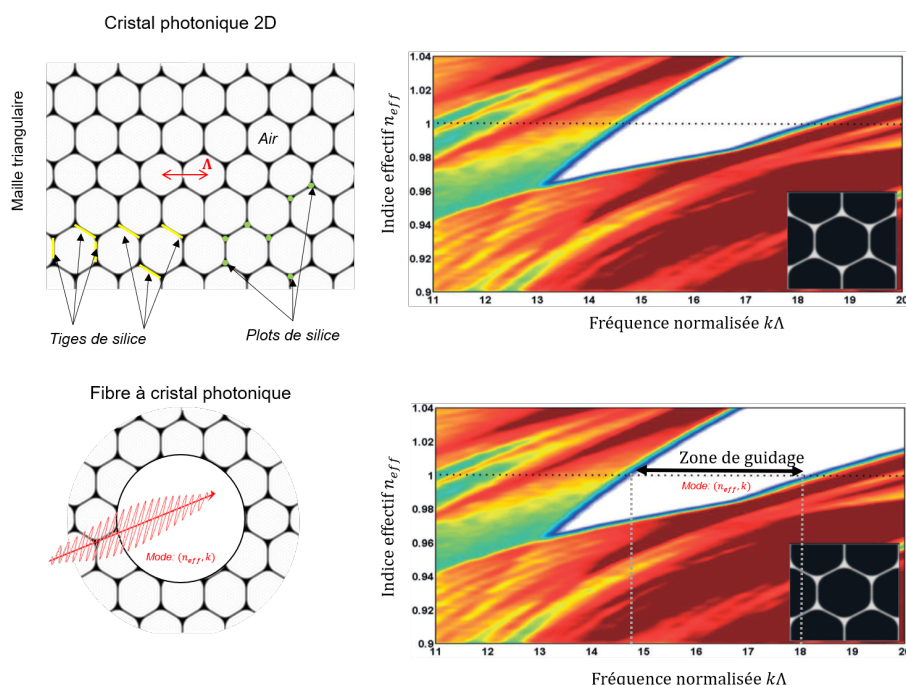 Cristal photonique 2D
Maille triangulaire
Air
Λ
Tiges de silice
Plots de silice
Indice effectif n_eff
1.04
1.02
1
0.98
0.96
0.94
0.92
0.9
11 12 13 14 15 16 17 18 19 20
Fréquence normalisée kΛ
Fibre à cristal photonique
Mode: (n_eff, k)
Indice effectif n_eff
1.04
1.02
1
0.98
0.96
0.94
0.92
0.9
Zone de guidage
Mode: (n_eff, k)
11 12 13 14 15 16 17 18 19 20
Fréquence normalisée kΛ